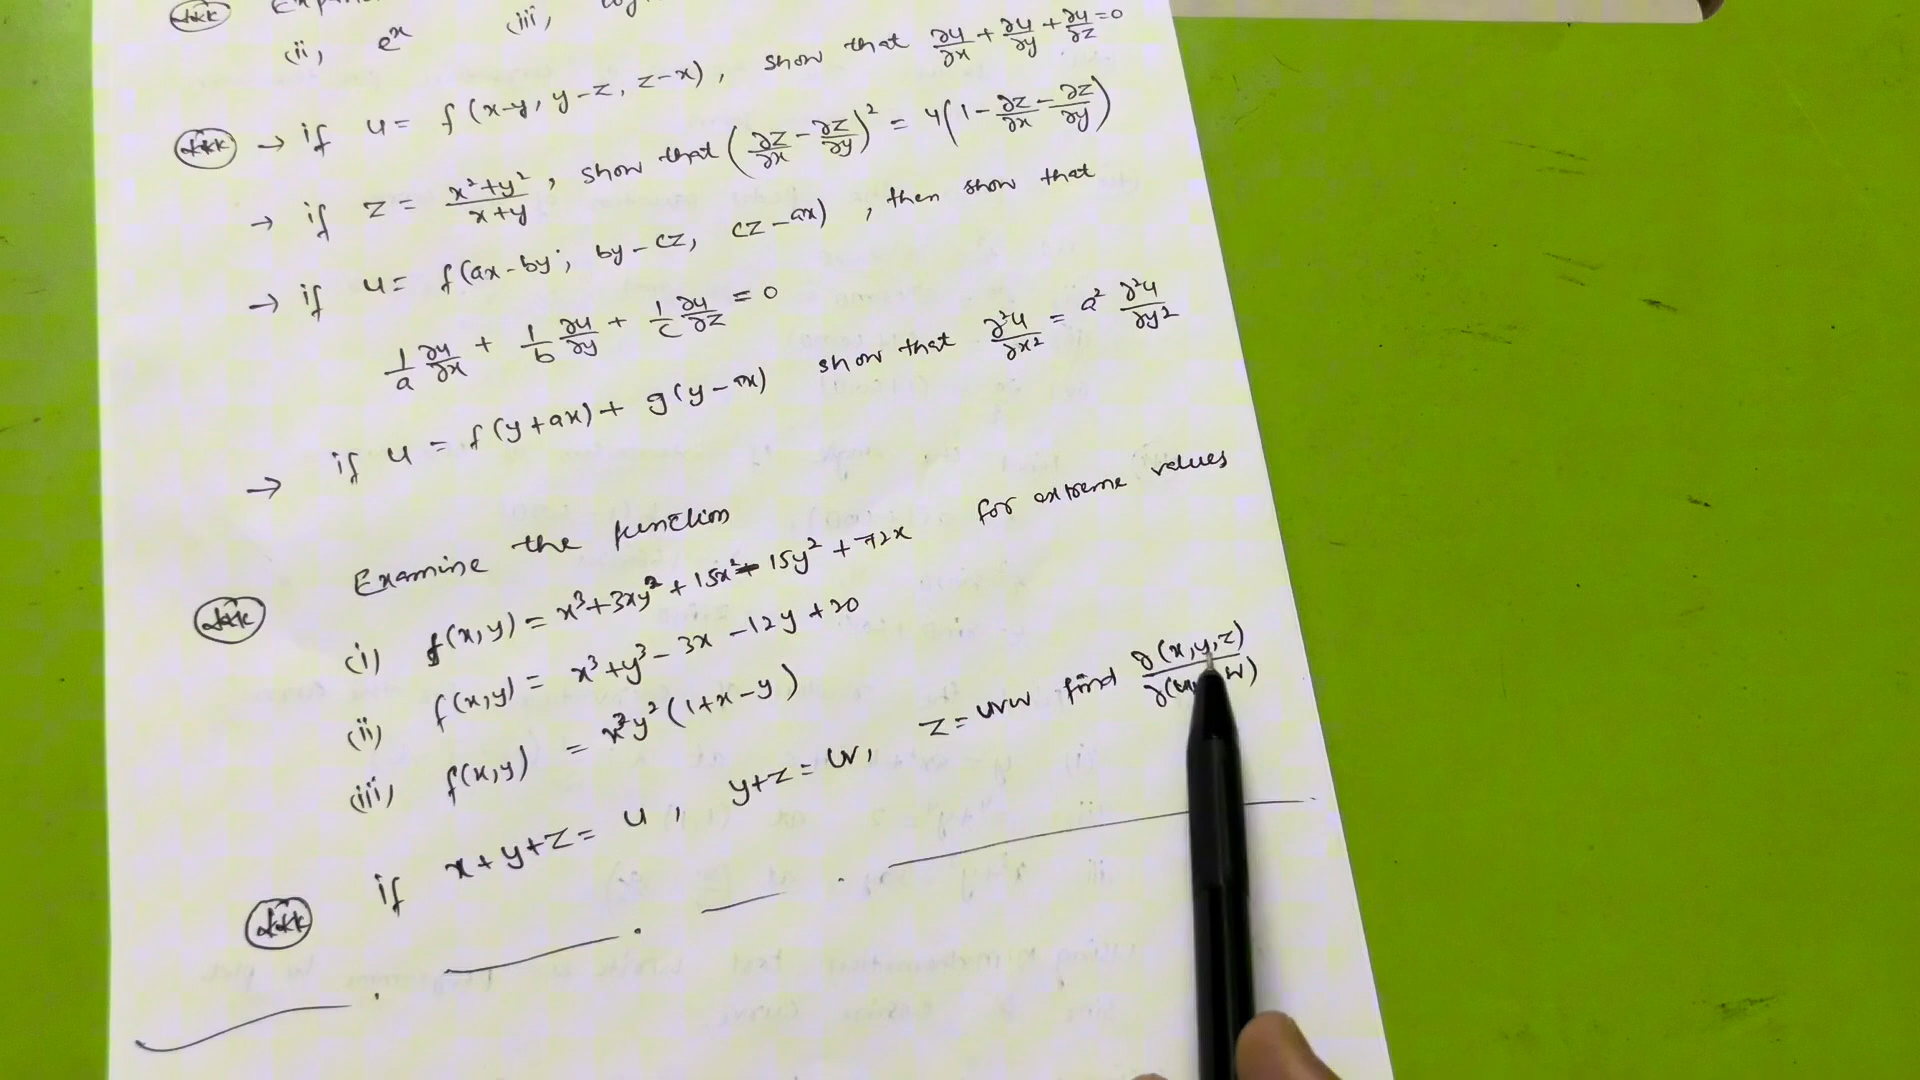 (ii) eˣ (iii)
→ if u = f(x-y, y-z, z-x), show that ∂u/∂x + ∂u/∂y + ∂u/∂z = 0
→ if z = (x²+y²)/(x+y), show that (∂z/∂x - ∂z/∂y)² = 4(1 - ∂z/∂x - ∂z/∂y)
→ if u = f(ax-by, by-cz, cz-ax), then show that
1/a ∂u/∂x + 1/b ∂u/∂y + 1/c ∂u/∂z = 0
→ if u = f(y+ax) + g(y-ax) show that ∂²u/∂x² = a² ∂²u/∂y²
Examine the function for extreme values
(i) f(x,y) = x³+3xy²+15x²-15y²+72x
(ii) f(x,y) = x³+y³-3x-12y+20
(iii) f(x,y) = x²y²(1+x-y)
if x+y+z = u, y+z = uv, z = uvw find ∂(x,y,z)